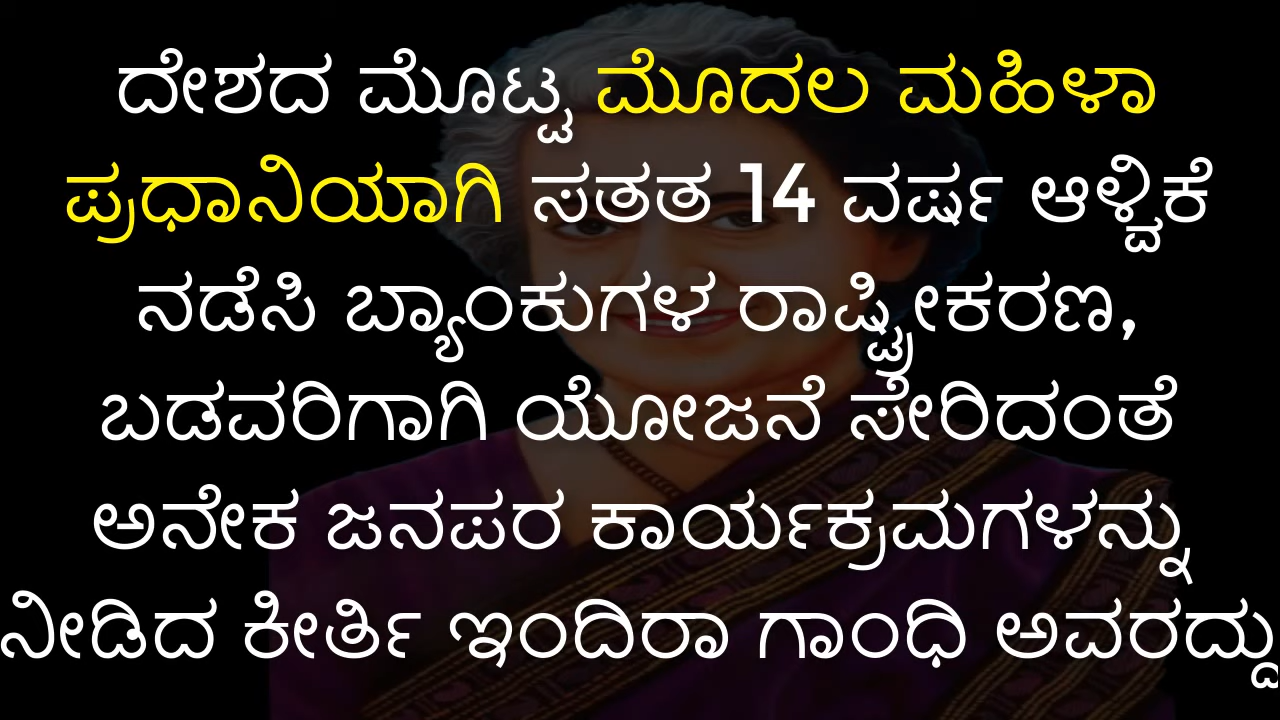 ದೇಶದ ಮೊಟ್ಟ ಮೊದಲ ಮಹಿಳಾ
ಪ್ರಧಾನಿಯಾಗಿ ಸತತ 14 ವರ್ಷ ಆಳ್ವಿಕೆ
ನಡೆಸಿ ಬ್ಯಾಂಕುಗಳ ರಾಷ್ಟ್ರೀಕರಣ,
ಬಡವರಿಗಾಗಿ ಯೋಜನೆ ಸೇರಿದಂತೆ
ಅನೇಕ ಜನಪರ ಕಾರ್ಯಕ್ರಮಗಳನ್ನು
ನೀಡಿದ ಕೀರ್ತಿ ಇಂದಿರಾ ಗಾಂಧಿ ಅವರದ್ದು